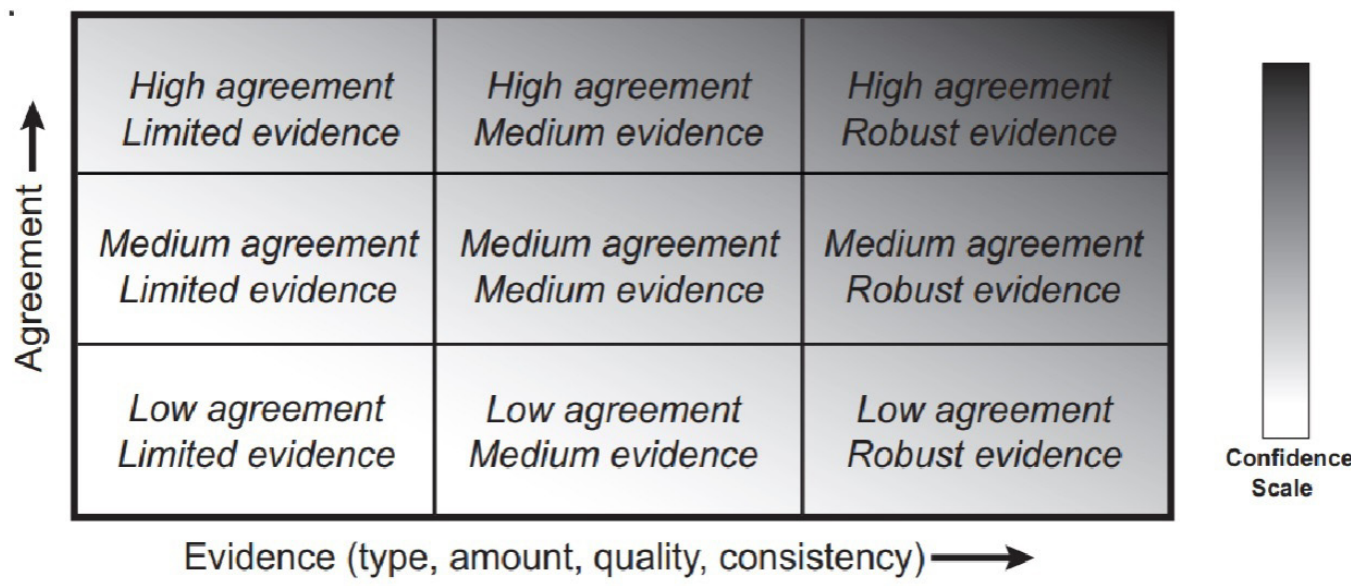 High agreement
Limited evidence
High agreement
Medium evidence
High agreement
Robust evidence
Agreement
Medium agreement
Limited evidence
Medium agreement
Medium evidence
Medium agreement
Robust evidence
Low agreement
Limited evidence
Low agreement
Medium evidence
Low agreement
Robust evidence
Confidence
Scale
Evidence (type, amount, quality, consistency)